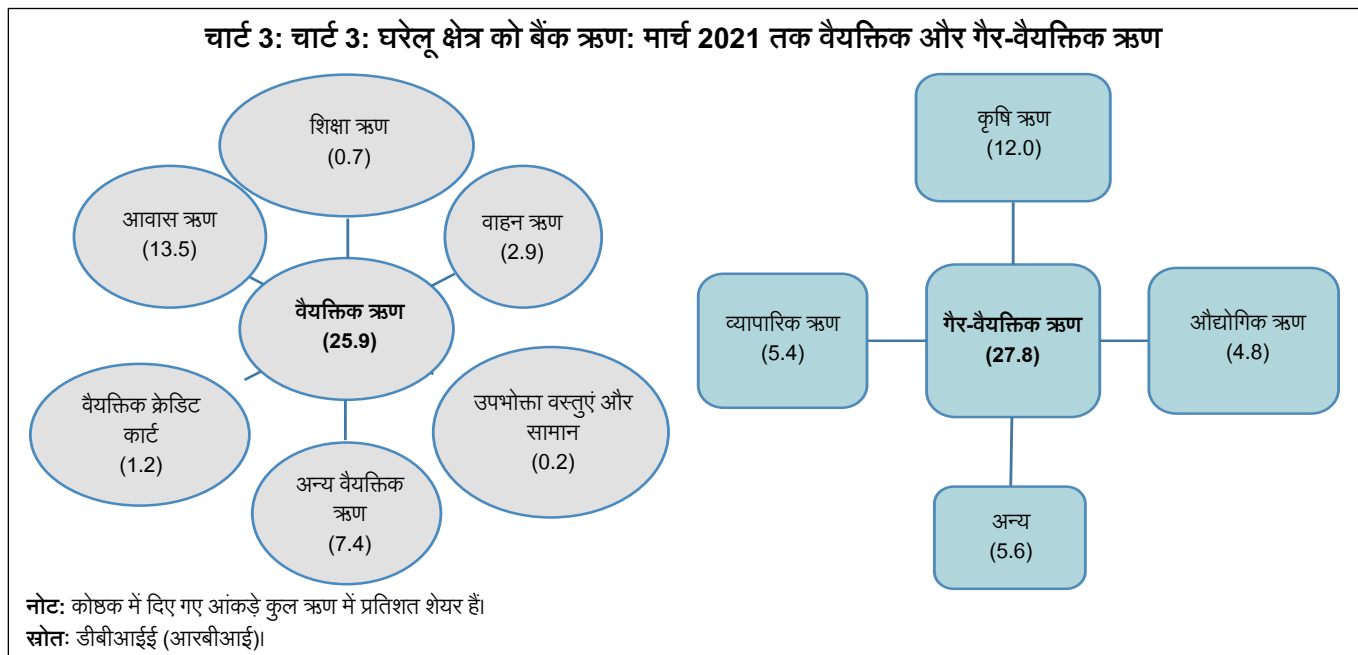 चार्ट 3: चार्ट 3: घरेलू क्षेत्र को बैंक ऋण: मार्च 2021 तक वैयक्तिक और गैर-वैयक्तिक ऋण
शिक्षा ऋण
(0.7)
आवास ऋण
(13.5)
वाहन ऋण
(2.9)
वैयक्तिक ऋण
(25.9)
वैयक्तिक क्रेडिट
कार्ट
(1.2)
उपभोक्ता वस्तुएं और
सामान
(0.2)
अन्य वैयक्तिक
ऋण
(7.4)
कृषि ऋण
(12.0)
व्यापारिक ऋण
(5.4)
गैर-वैयक्तिक ऋण
(27.8)
औद्योगिक ऋण
(4.8)
अन्य
(5.6)
नोट: कोष्ठक में दिए गए आंकड़े कुल ऋण में प्रतिशत शेयर हैं।
स्रोतः डीबीआईई (आरबीआई)।